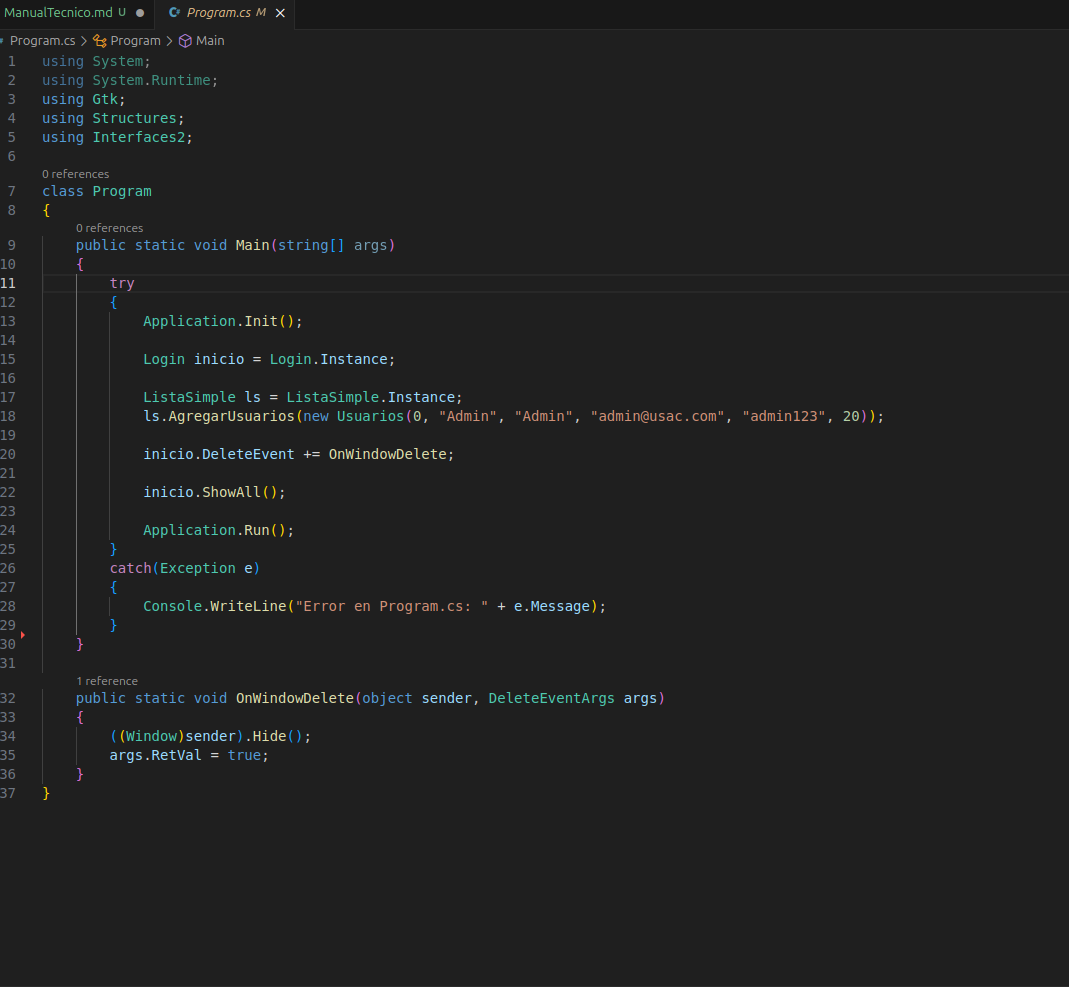 ManualTecnico.md U ● Program.cs M ×
Program.cs > Program > Main
1 using System;
2 using System.Runtime;
3 using Gtk;
4 using Structures;
5 using Interfaces2;
6
0 references
7 class Program
8 {
0 references
9     public static void Main(string[] args)
10     {
11         try
12         {
13             Application.Init();
14
15             Login inicio = Login.Instance;
16
17             ListaSimple ls = ListaSimple.Instance;
18             ls.AgregarUsuarios(new Usuarios(0, "Admin", "Admin", "admin@usac.com", "admin123", 20));
19
20             inicio.DeleteEvent += OnWindowDelete;
21
22             inicio.ShowAll();
23
24             Application.Run();
25         }
26         catch(Exception e)
27         {
28             Console.WriteLine("Error en Program.cs: " + e.Message);
29         }
30     }
31
1 reference
32     public static void OnWindowDelete(object sender, DeleteEventArgs args)
33     {
34         ((Window)sender).Hide();
35         args.RetVal = true;
36     }
37 }